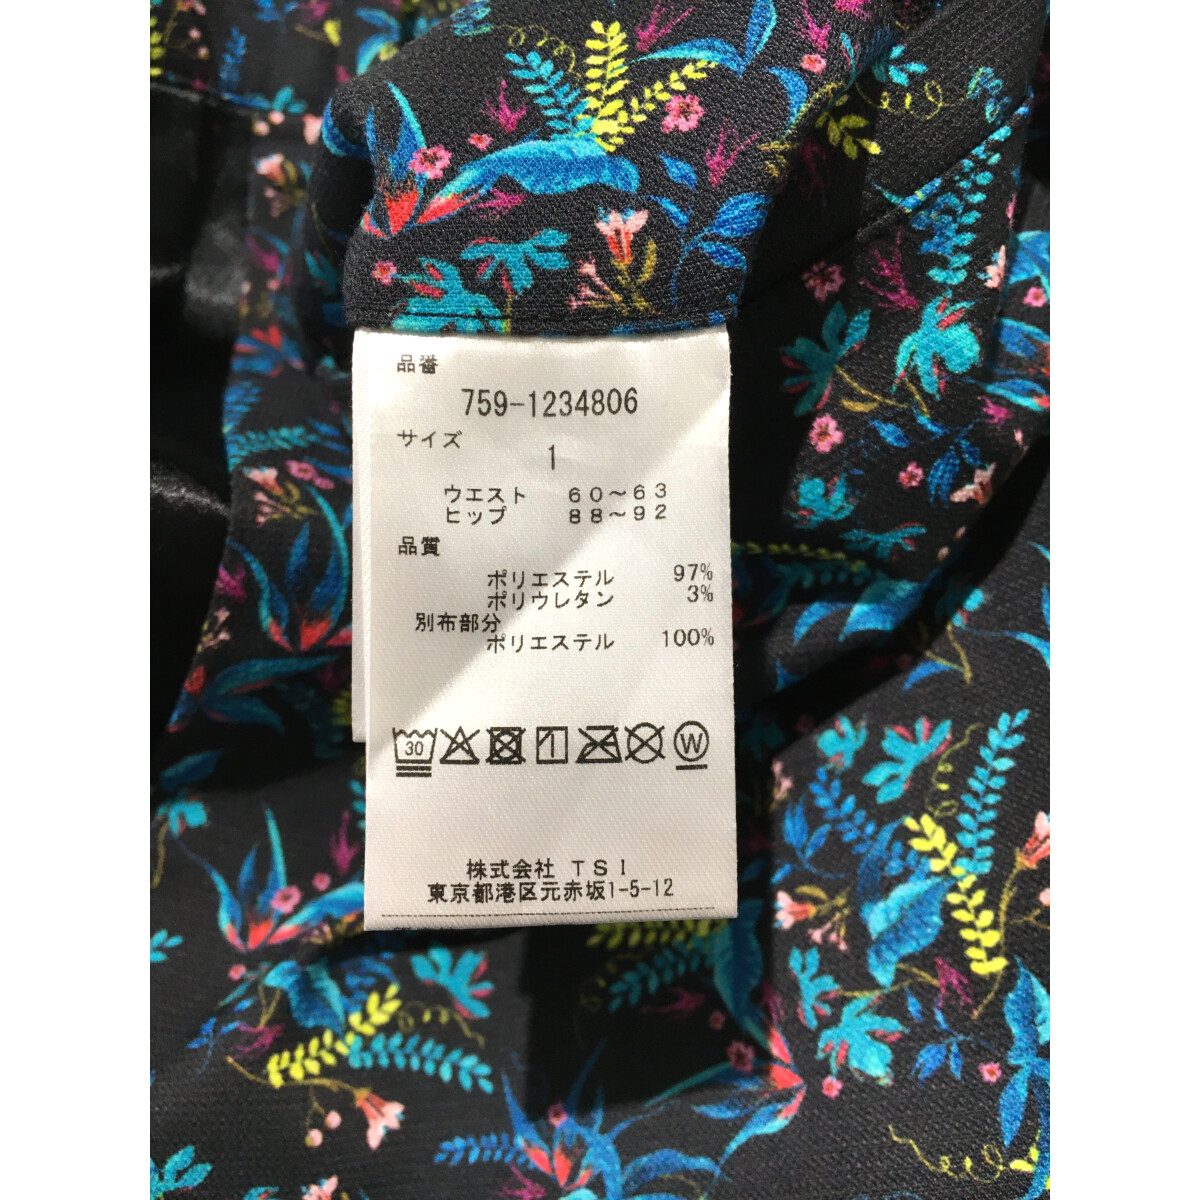 品番
759-1234806
サイズ
1
ウエスト 60～63
ヒップ 88～92
品質
ポリエステル 97%
ポリウレタン 3%
別布部分
ポリエステル 100%
30 W
株式会社 TSI
東京都港区元赤坂1-5-12